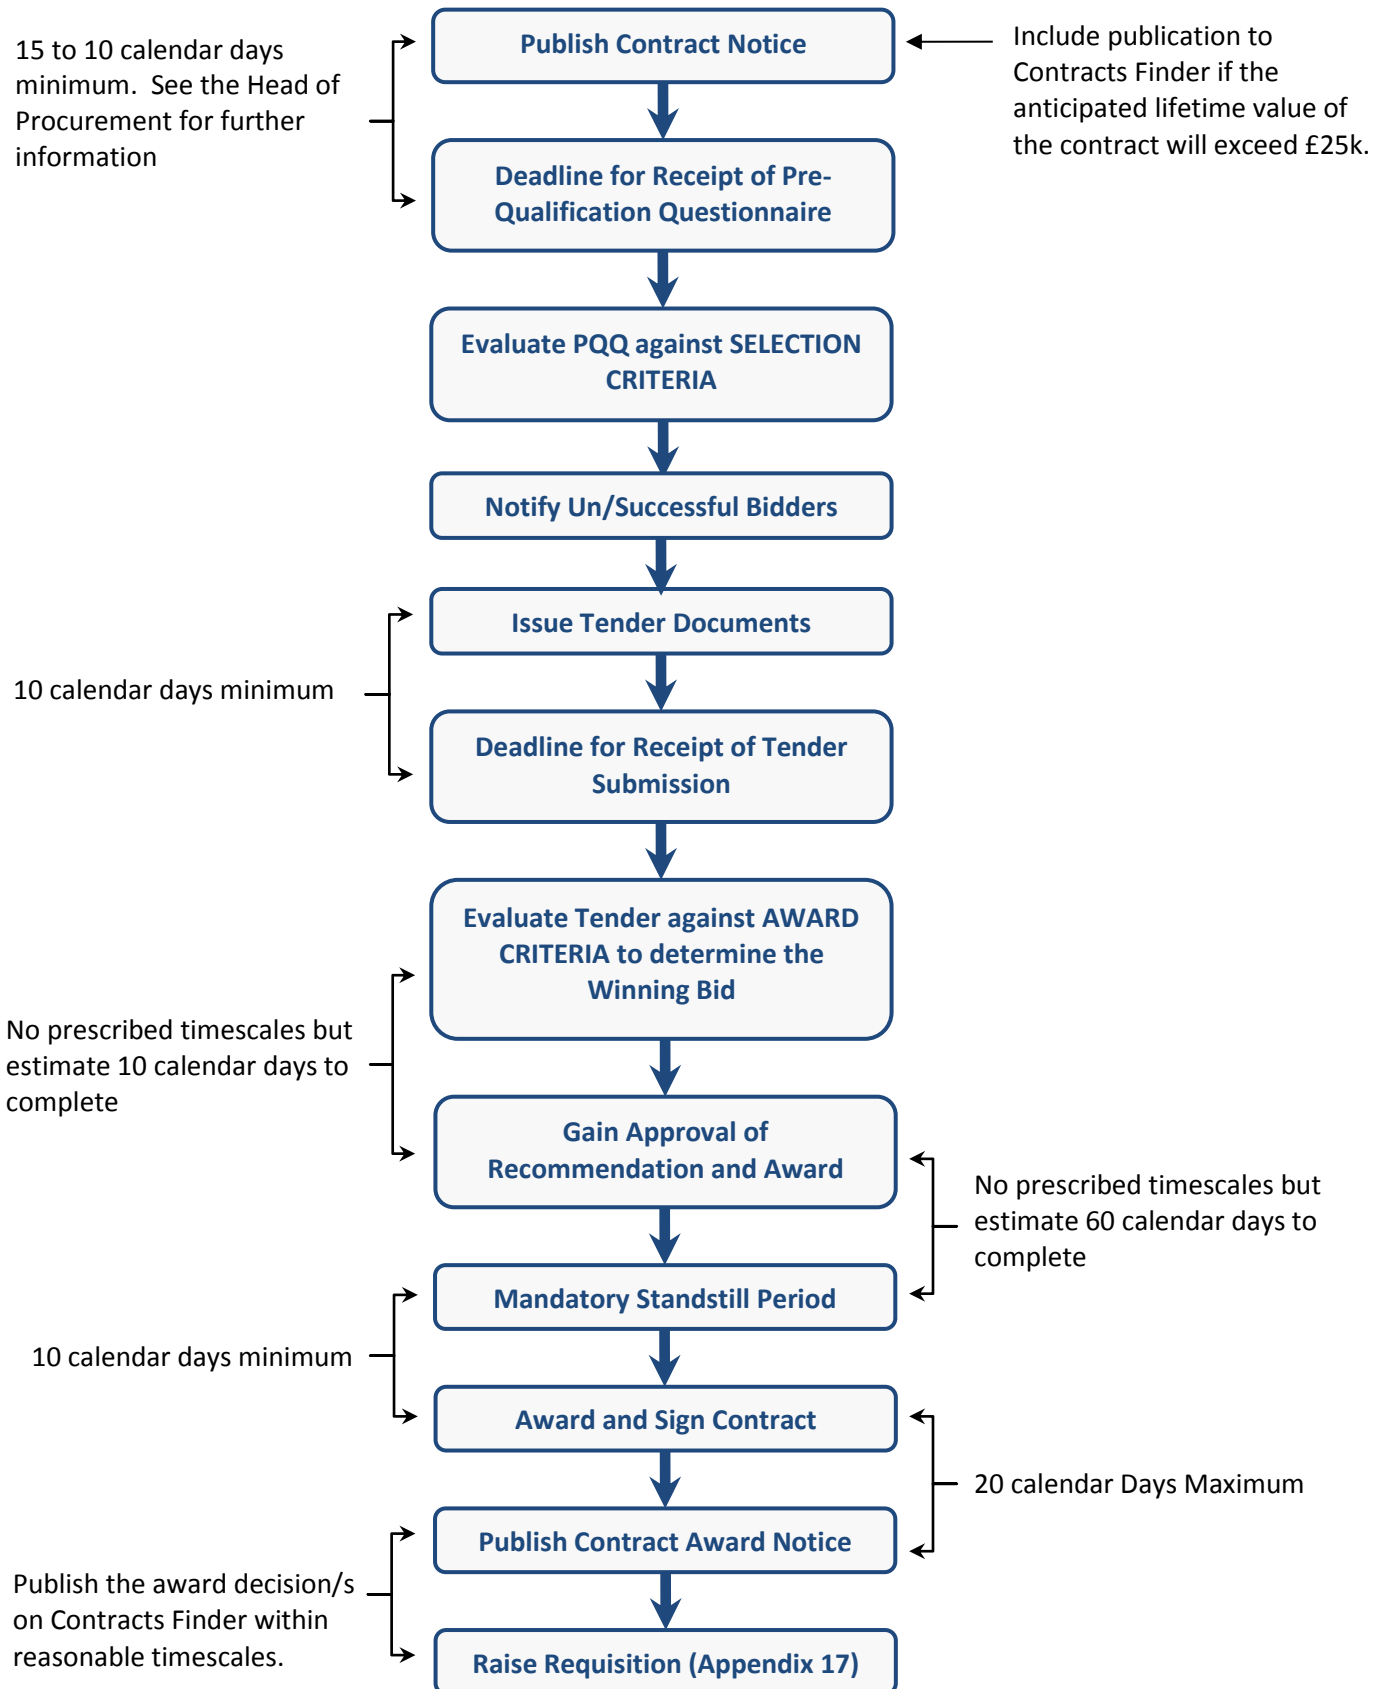 Publish Contract Notice
15 to 10 calendar days
minimum.  See the Head of
Procurement for further
information
Include publication to
Contracts Finder if the
anticipated lifetime value of
the contract will exceed £25k.
Deadline for Receipt of Pre-
Qualification Questionnaire
Evaluate PQQ against SELECTION
CRITERIA
Notify Un/Successful Bidders
Issue Tender Documents
10 calendar days minimum
Deadline for Receipt of Tender
Submission
Evaluate Tender against AWARD
CRITERIA to determine the
Winning Bid
No prescribed timescales but
estimate 10 calendar days to
complete
Gain Approval of
Recommendation and Award
No prescribed timescales but
estimate 60 calendar days to
complete
Mandatory Standstill Period
10 calendar days minimum
Award and Sign Contract
20 calendar Days Maximum
Publish Contract Award Notice
Publish the award decision/s
on Contracts Finder within
reasonable timescales.
Raise Requisition (Appendix 17)